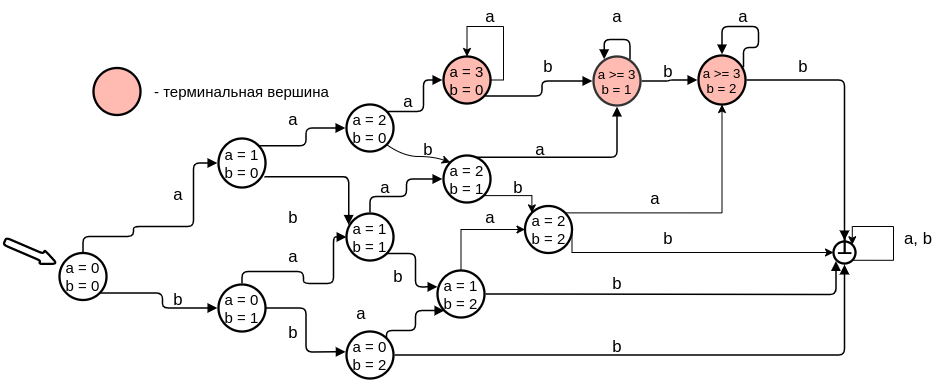 a
a
a
a = 3
b = 0
b
a >= 3
b = 1
b
a >= 3
b = 2
b
- терминальная вершина
a
a = 2
b = 0
a
a = 1
b = 0
b
a
a = 2
b = 1
a
b
a
a
a = 2
b = 2
b
b
a = 1
b = 1
a
b
a, b
a = 0
b = 0
a
b
a = 1
b = 2
b
b
a = 0
b = 1
a
b
a = 0
b = 2
b